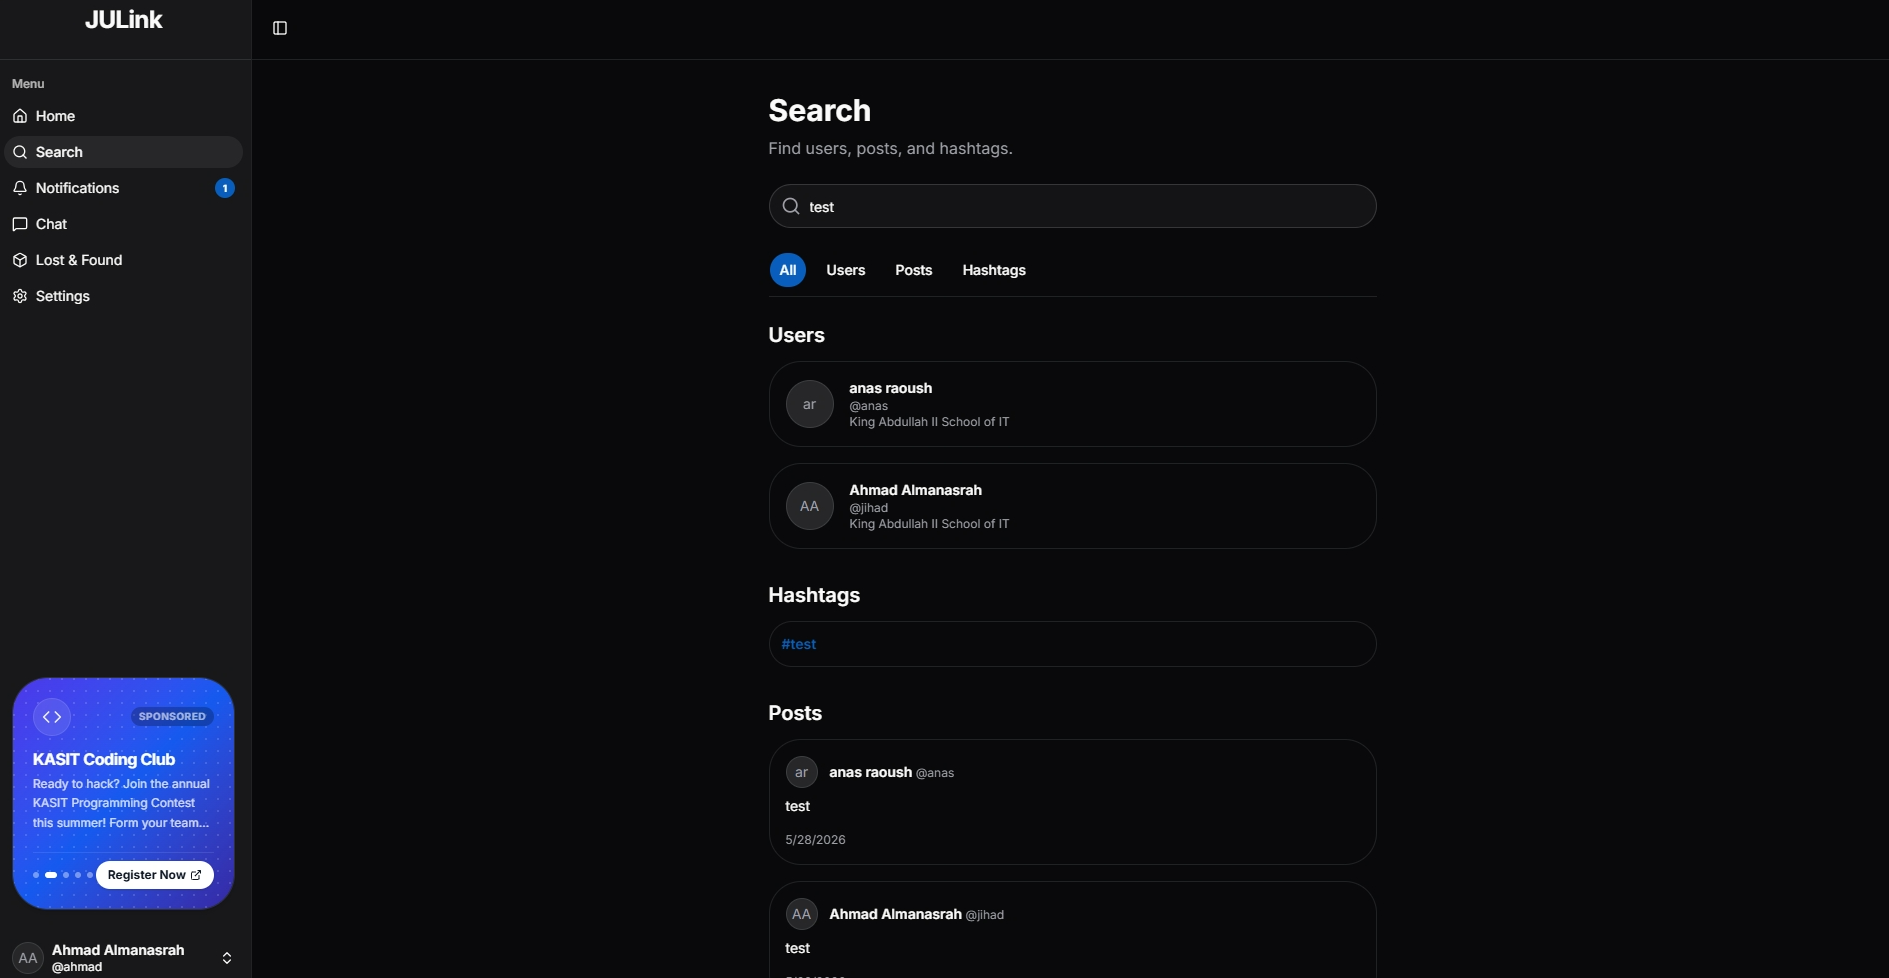 JULink
Menu
Home
Search
Notifications
1
Chat
Lost & Found
Settings
SPONSORED
KASIT Coding Club
Ready to hack? Join the annual
KASIT Programming Contest
this summer! Form your team...
Register Now
AA
Ahmad Almanasrah
@ahmad
Search
Find users, posts, and hashtags.
test
All
Users
Posts
Hashtags
Users
ar
anas raoush
@anas
King Abdullah II School of IT
AA
Ahmad Almanasrah
@jihad
King Abdullah II School of IT
Hashtags
#test
Posts
ar
anas raoush @anas
test
5/28/2026
AA
Ahmad Almanasrah @jihad
test